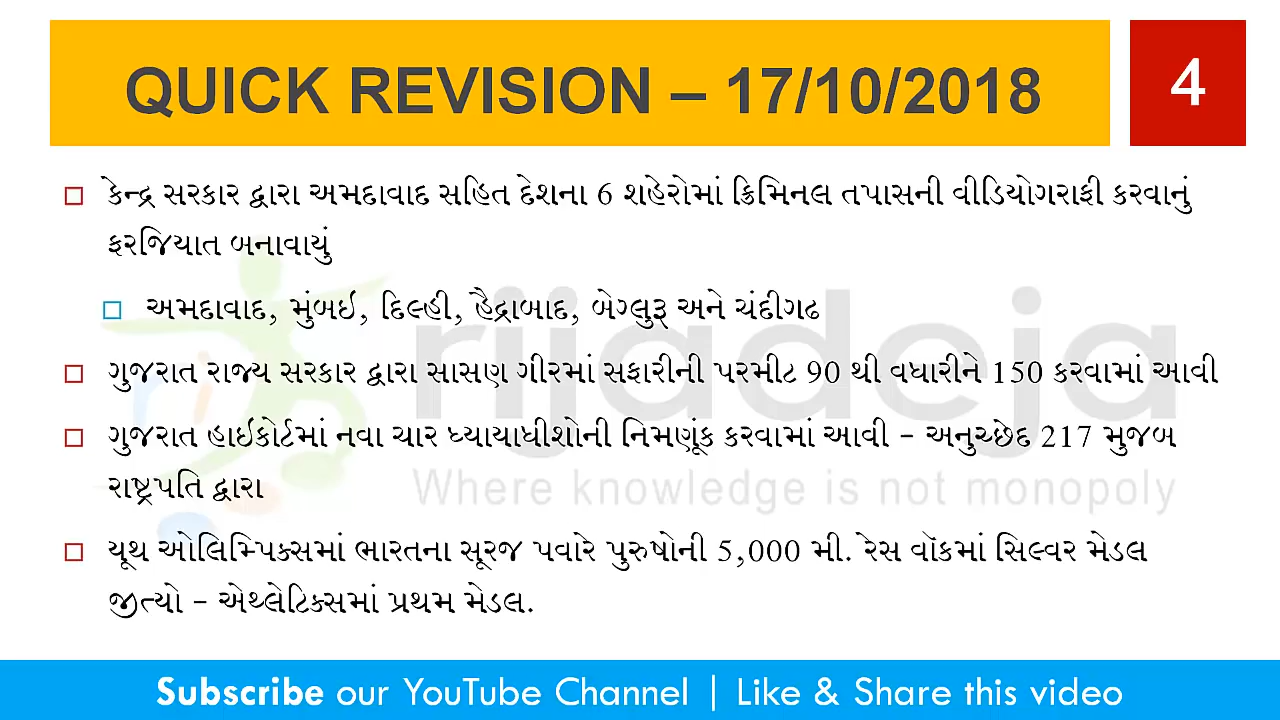 QUICK REVISION – 17/10/2018
4
કેન્દ્ર સરકાર દ્વારા અમદાવાદ સહિત દેશના 6 શહેરોમાં ક્રિમિનલ તપાસની વીડિયોગરાફી કરવાનું
ફરજિયાત બનાવાયું
અમદાવાદ, મુંબઇ, દિલ્હી, હૈદ્રાબાદ, બેંગ્લુરૂ અને ચંદીગઢ
ગુજરાત રાજ્ય સરકાર દ્વારા સાસણ ગીરમાં સફારીની પરમીટ 90 થી વધારીને 150 કરવામાં આવી
ગુજરાત હાઇકોર્ટમાં નવા ચાર ધ્યાયાધીશોની નિમણૂંક કરવામાં આવી – અનુચ્છેદ 217 મુજબ
રાષ્ટ્રપતિ દ્વારા
યૂથ ઓલિમ્પિક્સમાં ભારતના સૂરજ પવારે પુરુષોની 5,000 મી. રેસ વૉકમાં સિલ્વર મેડલ
જીત્યો – એથ્લેટિક્સમાં પ્રથમ મેડલ.
rijadeja
Where knowledge is not monopoly
Subscribe our YouTube Channel | Like & Share this video